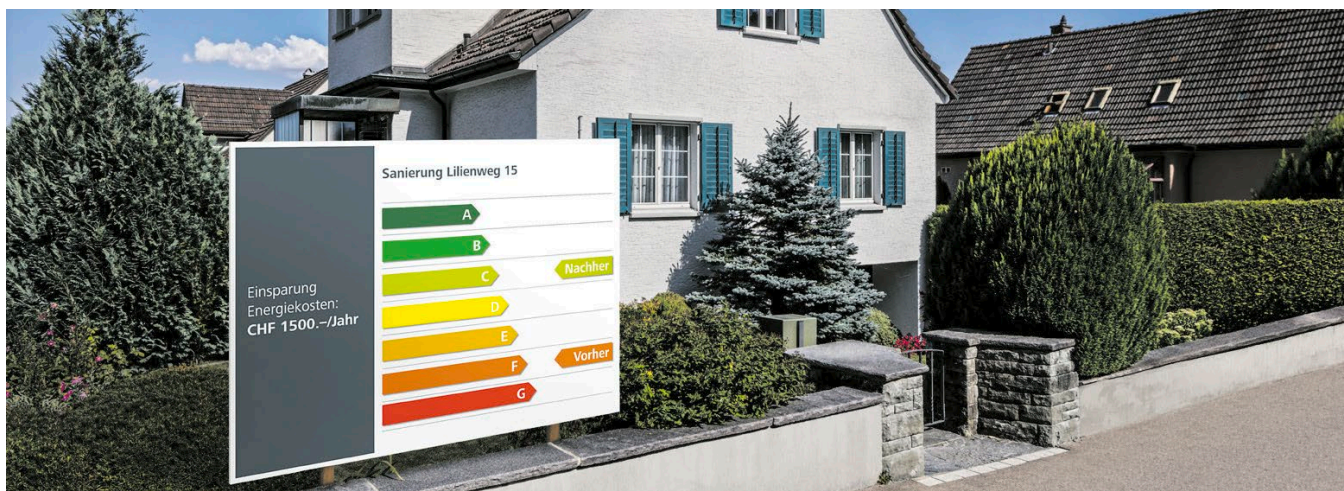 Sanierung Lilienweg 15
A
B
C
Nachher
D
E
F
Vorher
G
Einsparung
Energiekosten:
CHF 1500.–/Jahr